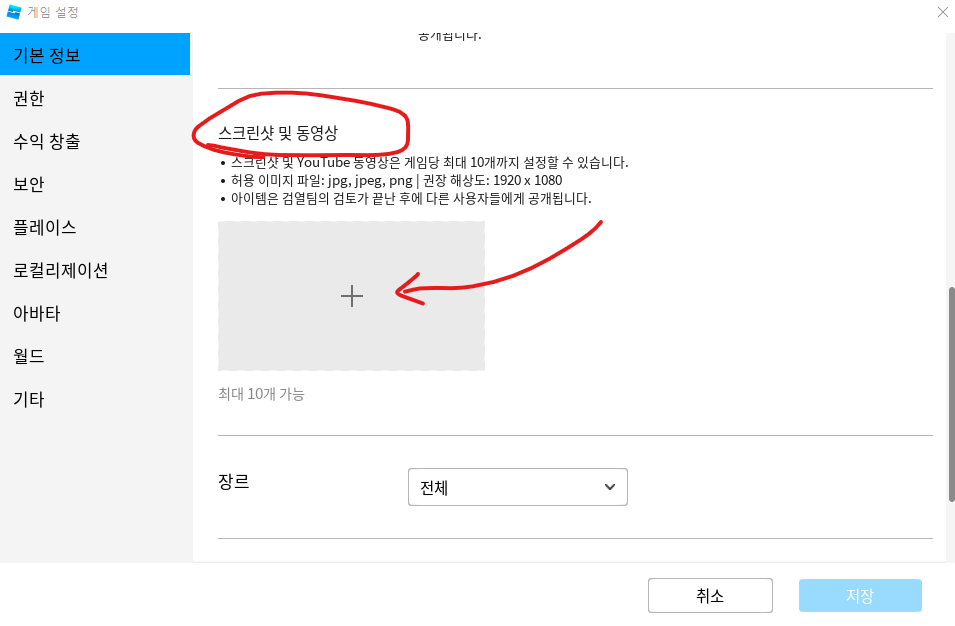 게임 설정
기본 정보
권한
수익 창출
보안
플레이스
로컬리제이션
아바타
월드
기타
공개됩니다.
스크린샷 및 동영상
• 스크린샷 및 YouTube 동영상은 게임당 최대 10개까지 설정할 수 있습니다.
• 허용 이미지 파일: jpg, jpeg, png | 권장 해상도: 1920 x 1080
• 아이템은 검열팀의 검토가 끝난 후에 다른 사용자들에게 공개됩니다.
최대 10개 가능
장르
전체
취소
저장